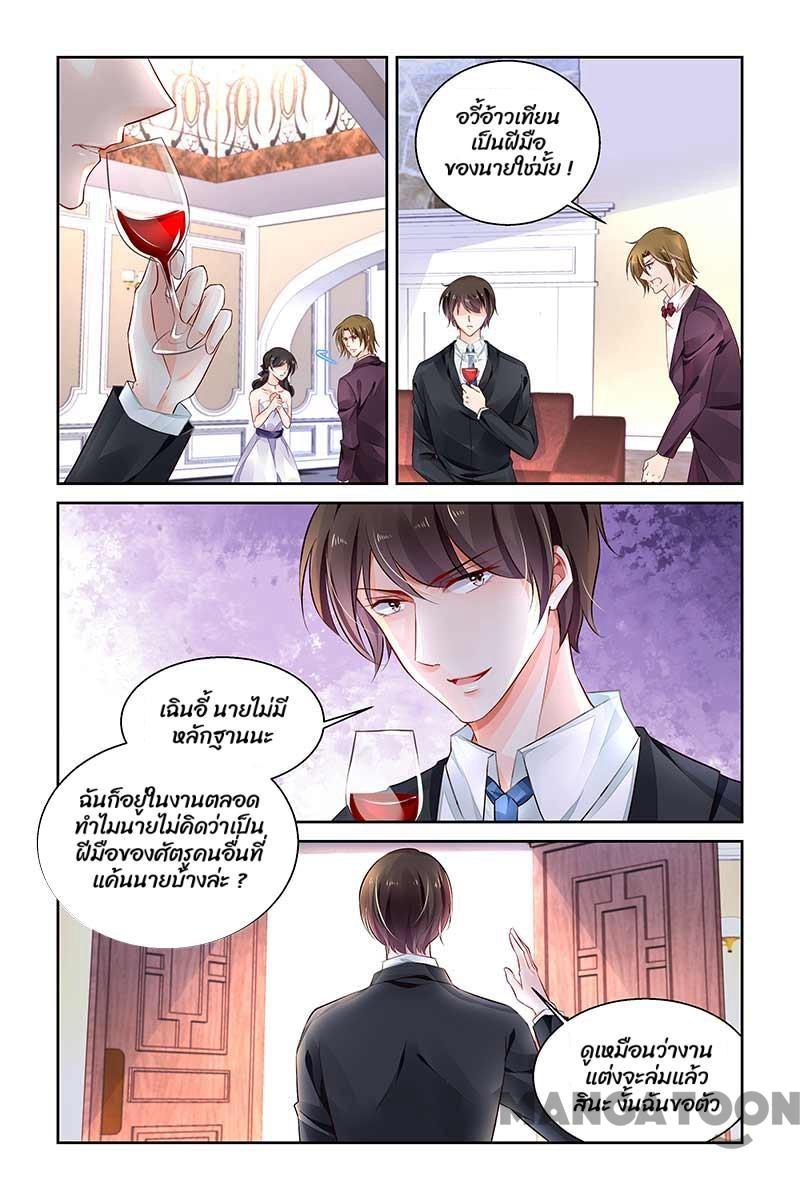 อวี้อ้าวเทียน
เป็นฝีมือ
ของนายใช่มั้ย !
เฉินอี้ นายไม่มี
หลักฐานนะ
ฉันก็อยู่ในงานตลอด
ทำไมนายไม่คิดว่าเป็น
ฝีมือของศัตรูคนอื่นที่
แค้นนายบ้างล่ะ ?
ดูเหมือนว่างาน
แต่งจะล่มแล้ว
สินะ งั้นฉันขอตัว
MANGATOON